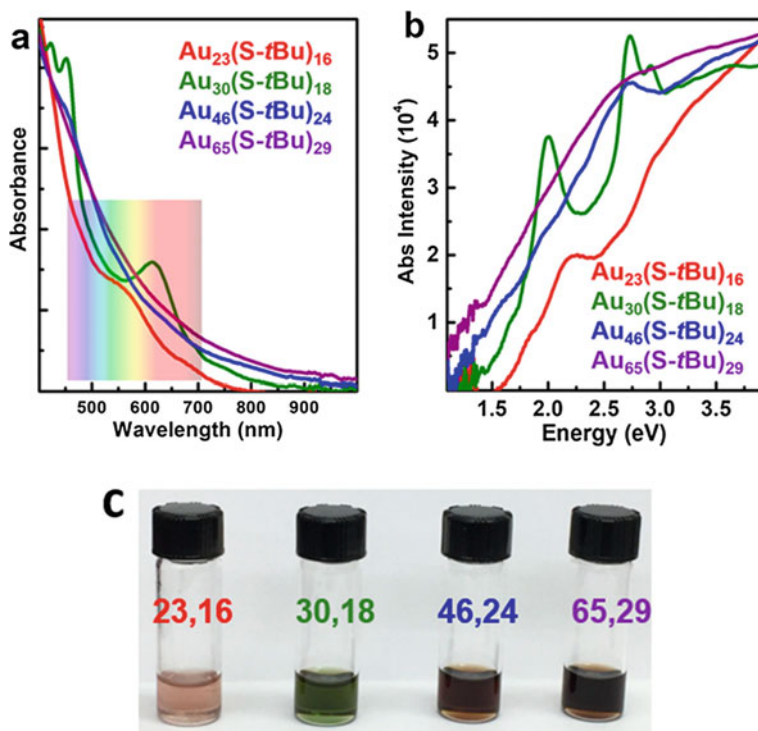 a
Au23(S-tBu)16
Au30(S-tBu)18
Au46(S-tBu)24
Au65(S-tBu)29
Absorbance
500 600 700 800 900
Wavelength (nm)
b
5
4
2
1
Abs Intensity (10⁴)
Au23(S-tBu)16
Au30(S-tBu)18
Au46(S-tBu)24
Au65(S-tBu)29
1.5 2.0 2.5 3.0 3.5
Energy (eV)
c
23,16 30,18 46,24 65,29